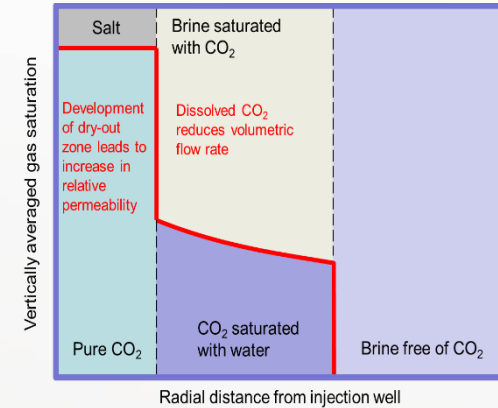 Vertically averaged gas saturation
Salt
Development
of dry-out
zone leads to
increase in
relative
permeability
Pure CO₂
Brine saturated
with CO₂
Dissolved CO₂
reduces volumetric
flow rate
CO₂ saturated
with water
Brine free of CO₂
Radial distance from injection well